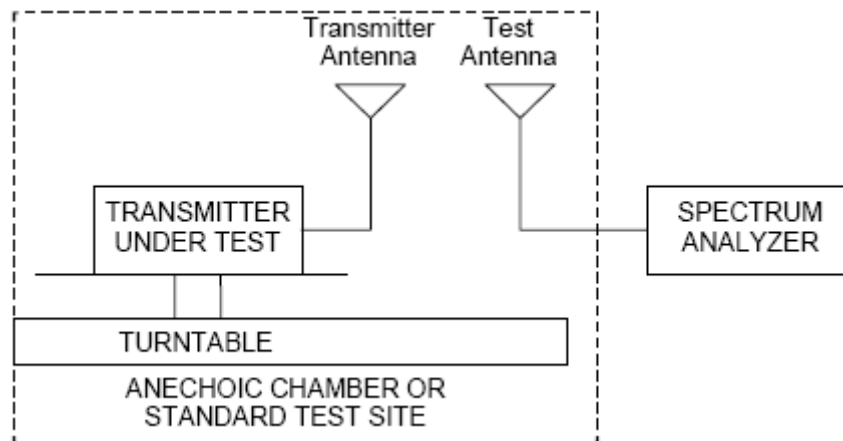 Transmitter
Antenna
Test
Antenna
TRANSMITTER
UNDER TEST
SPECTRUM
ANALYZER
TURNTABLE
ANECHOIC CHAMBER OR
STANDARD TEST SITE